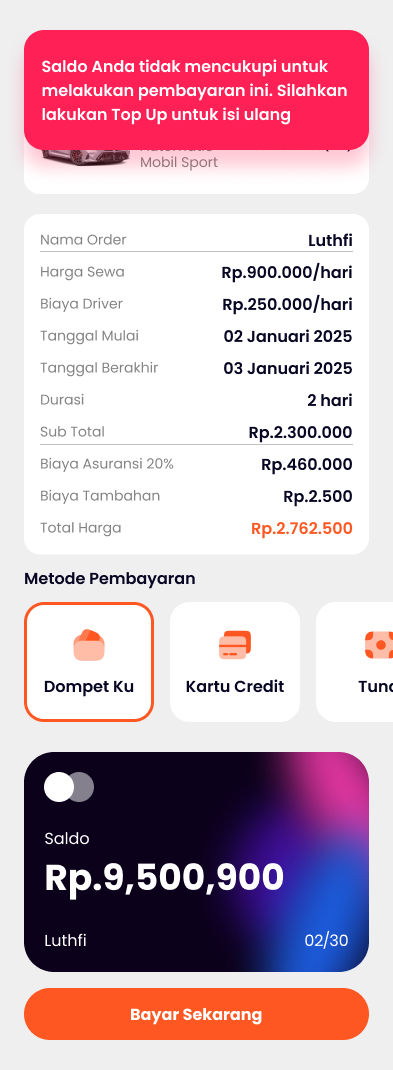 Saldo Anda tidak mencukupi untuk
melakukan pembayaran ini. Silahkan
lakukan Top Up untuk isi ulang
Mobil Sport
Nama Order Luthfi
Harga Sewa Rp.900.000/hari
Biaya Driver Rp.250.000/hari
Tanggal Mulai 02 Januari 2025
Tanggal Berakhir 03 Januari 2025
Durasi 2 hari
Sub Total Rp.2.300.000
Biaya Asuransi 20% Rp.460.000
Biaya Tambahan Rp.2.500
Total Harga Rp.2.762.500
Metode Pembayaran
Dompet Ku Kartu Credit
Saldo
Rp.9,500,900
Luthfi 02/30
Bayar Sekarang